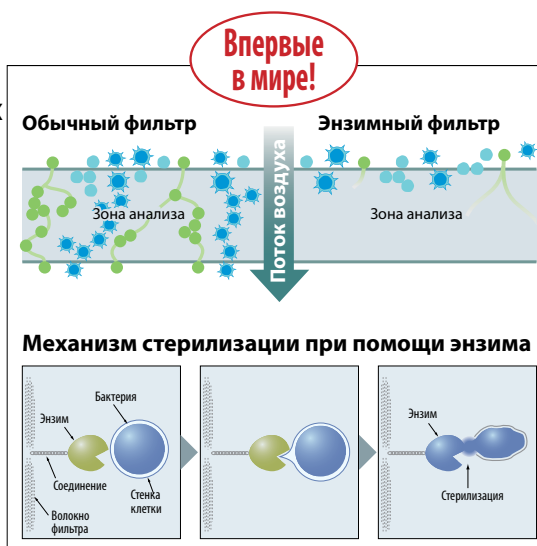 Впервые
в мире!
х
Обычный фильтр
Энзимный фильтр
Поток воздуха
Зона анализа
Зона анализа
Механизм стерилизации при помощи энзима
Бактерия
Энзим
Соединение
Стенка
клетки
Волокно
фильтра
Энзим
Стерилизация